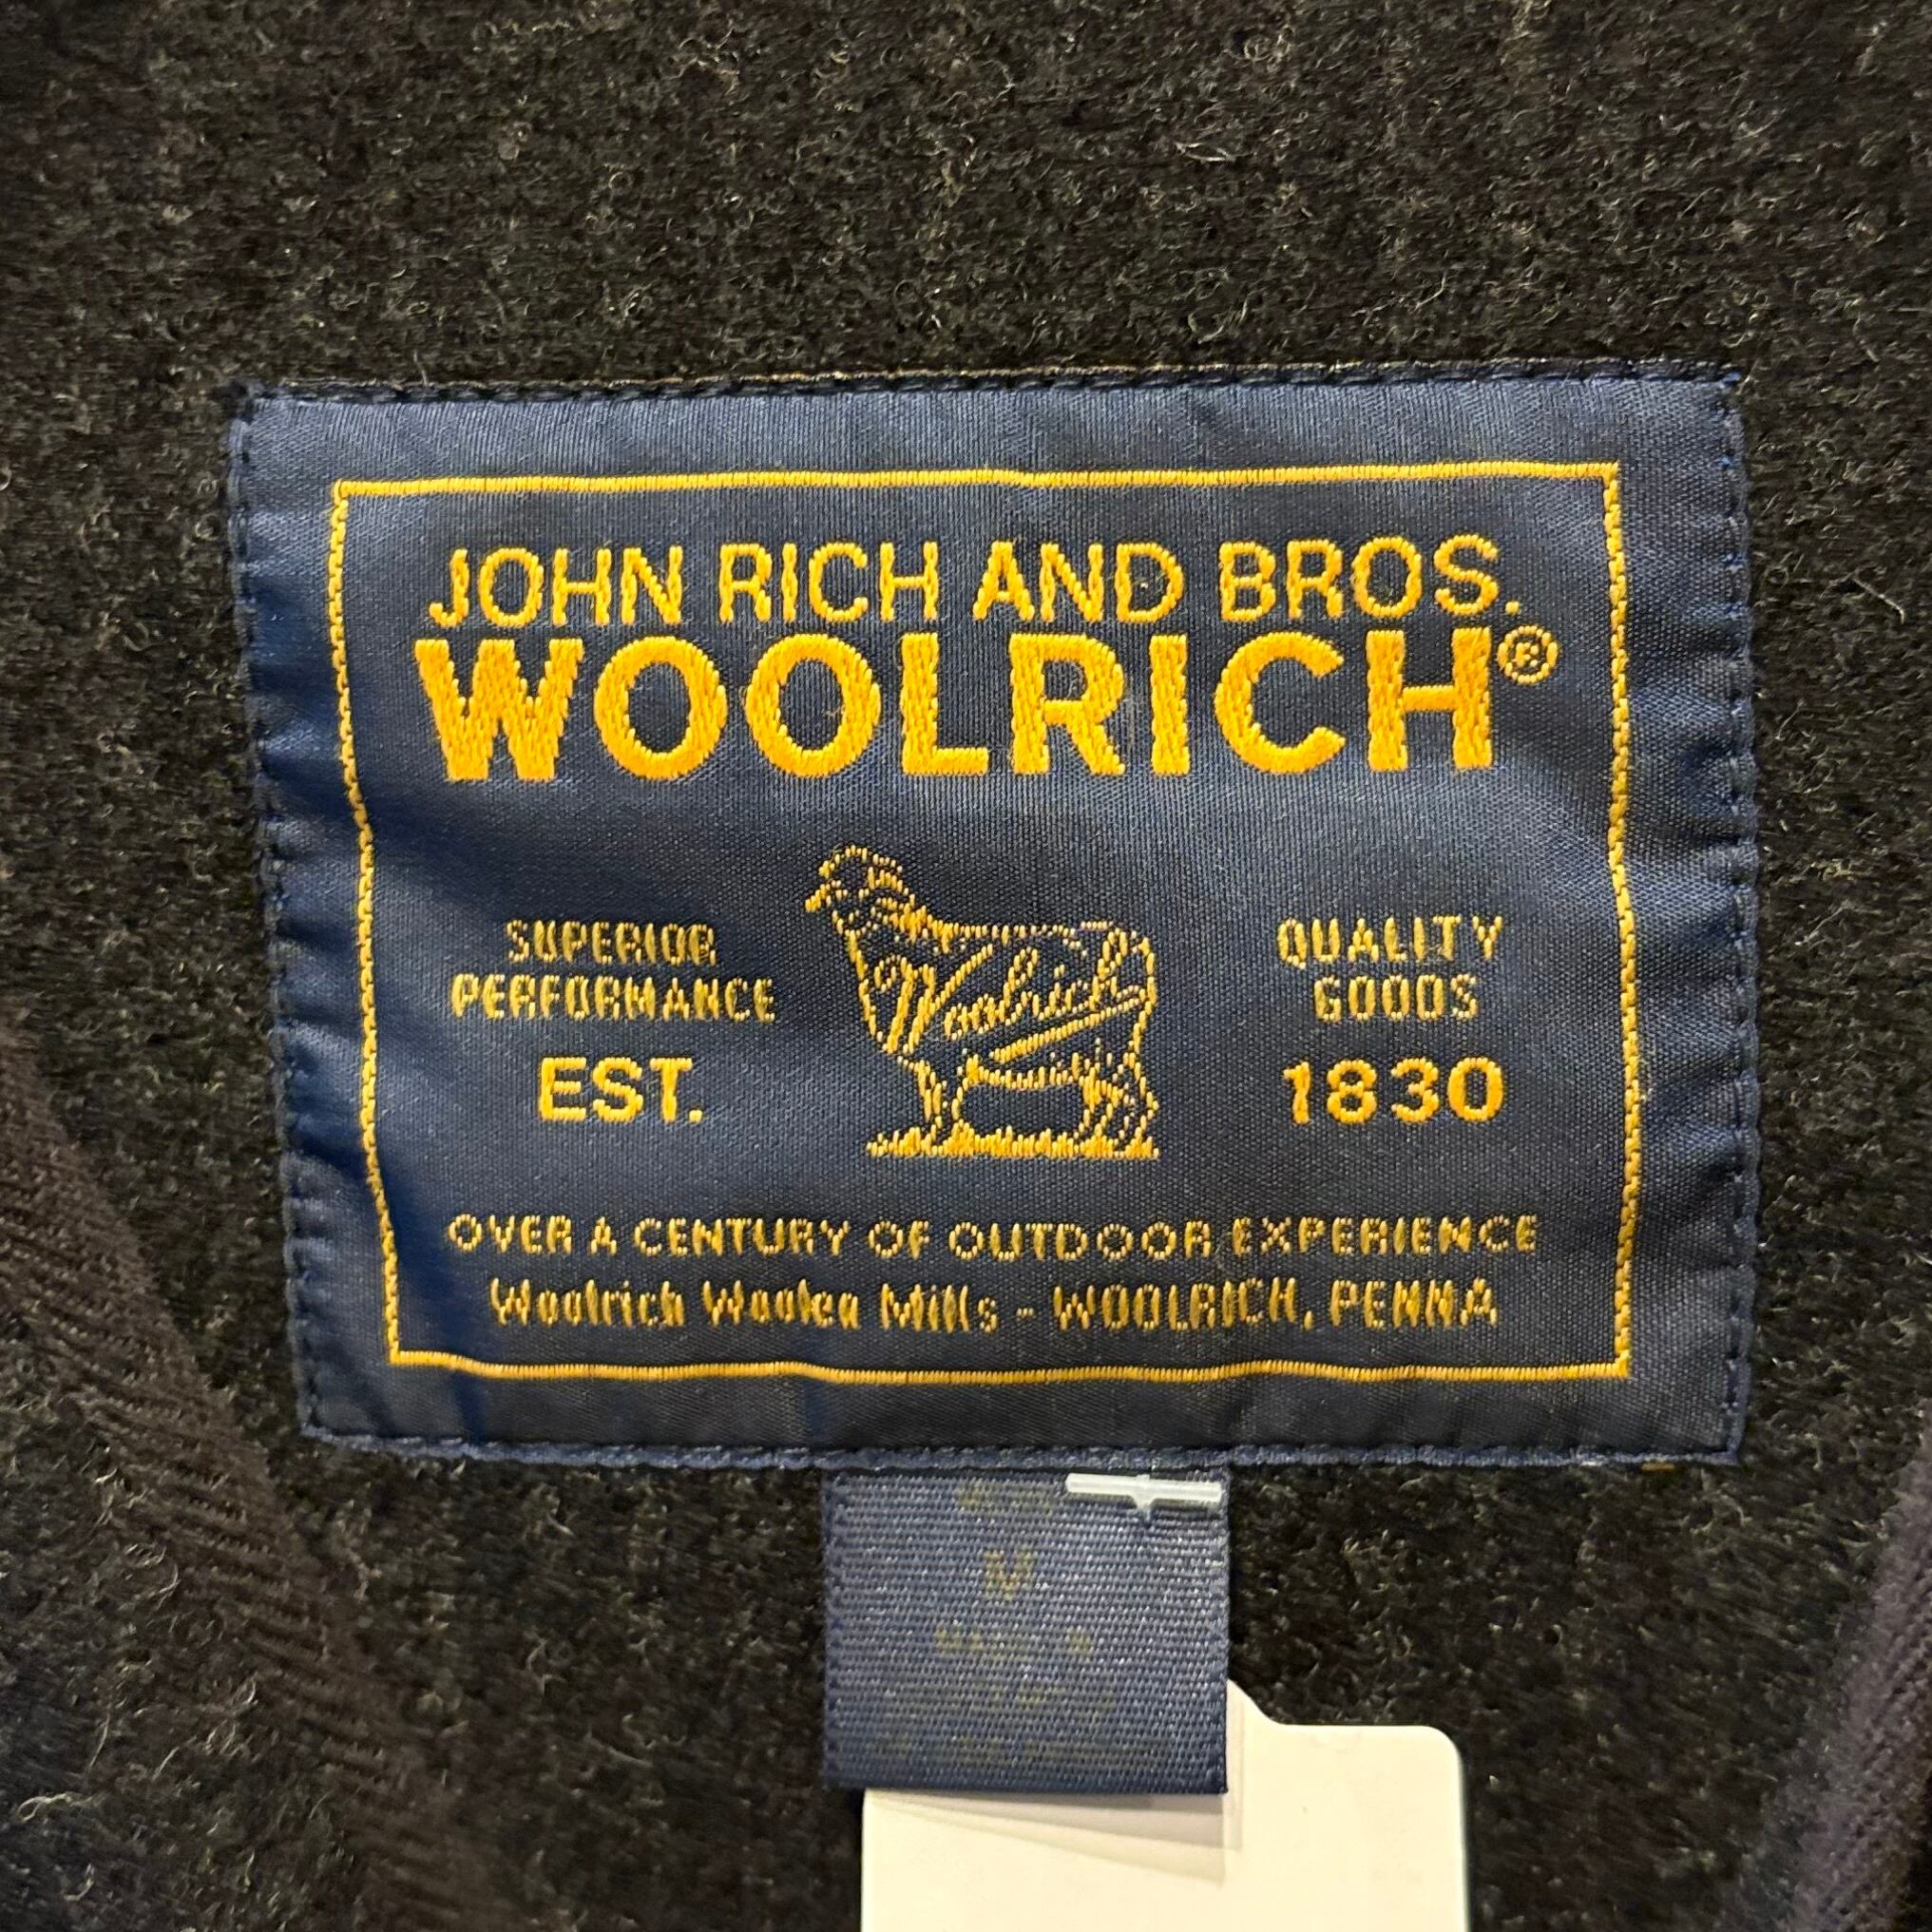 JOHN RICH AND BROS.
WOOLRICH®
SUPERIOR
PERFORMANCE
EST.
Woolrich
QUALITY
GOODS
1830
OVER A CENTURY OF OUTDOOR EXPERIENCE
Woolrich Woolen Mills - WOOLRICH, PENNA
M